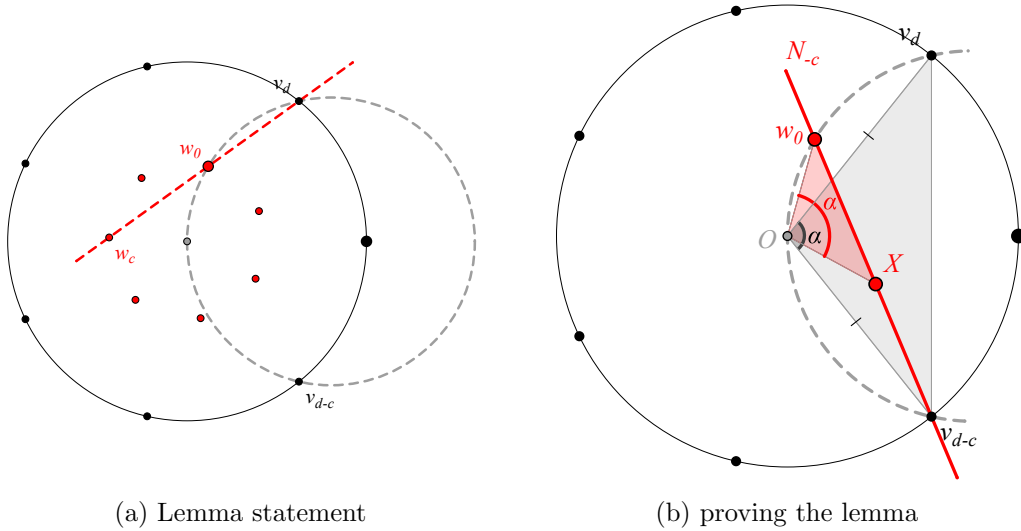 v_d
w_0
w_c
v_{d-c}
(a) Lemma statement
v_d
N_{-c}
w_0
α
O
α
X
v_{d-c}
(b) proving the lemma